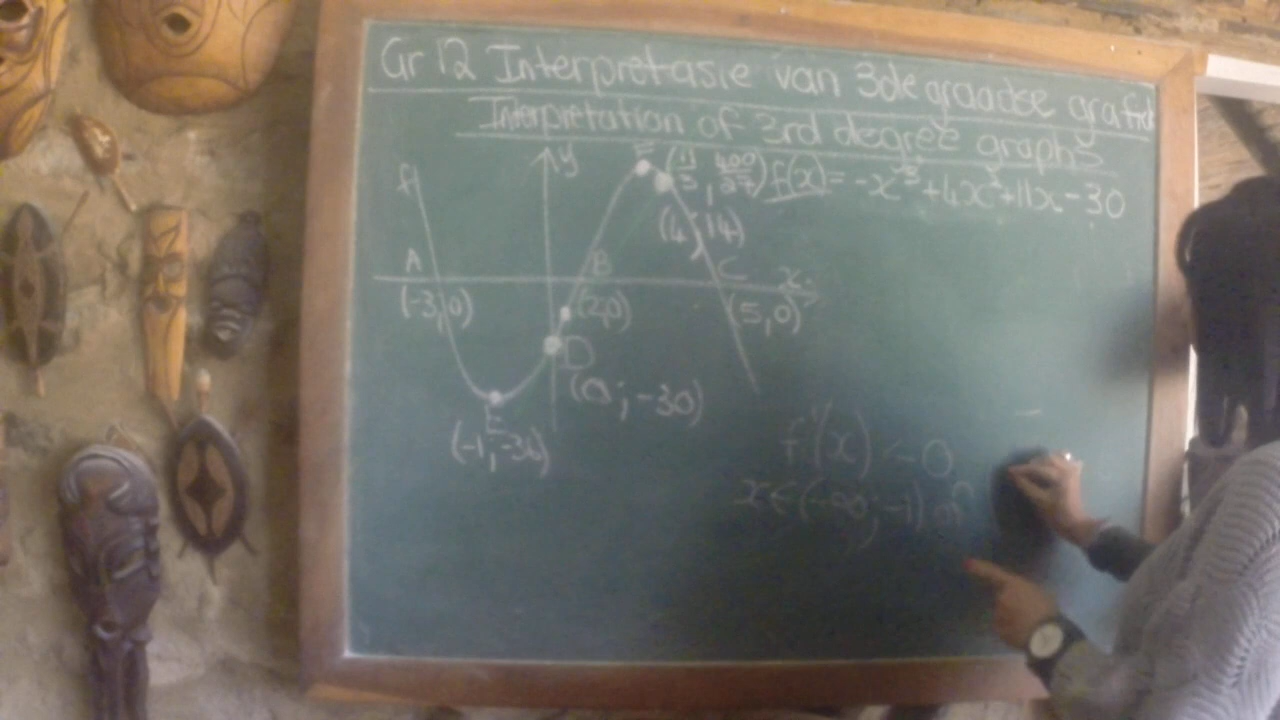 Gr 12 Interpretasie van 3de graadse grafiek
Interpretation of 3rd degree graphs
f
y
F (11/3, 400/27) f(x) = -x³ + 4x² + 11x - 30
(4, 14)
A B C x
(-3,0) (2,0) (5,0)
D
(0; -30)
E
(-1, -36)
f'(x) < 0
x ∈ (-∞; -1) of